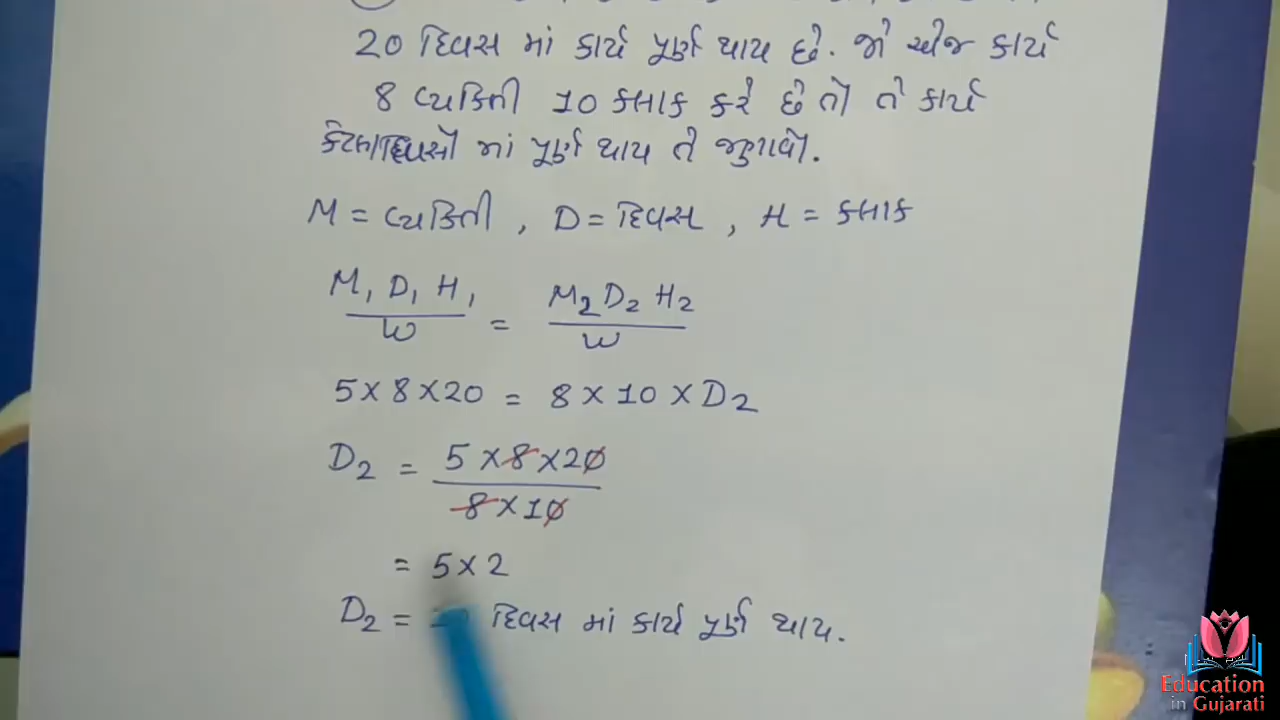 20 દિવસ માં કાર્ય પૂર્ણ થાય છે. જો એજ કાર્ય
8 વ્યકિતી 10 કલાક કરે છે તો તે કાર્ય
કેટલા દિવસો માં પૂર્ણ થાય તે જણાવો.
M = વ્યકિતી , D = દિવસ , H = કલાક
M₁ D₁ H₁ / W = M₂ D₂ H₂ / W
5 × 8 × 20 = 8 × 10 × D₂
D₂ = 5 × 8 × 20 / 8 × 10
= 5 × 2
D₂ = દિવસ માં કાર્ય પૂર્ણ થાય.
Education
in Gujarati